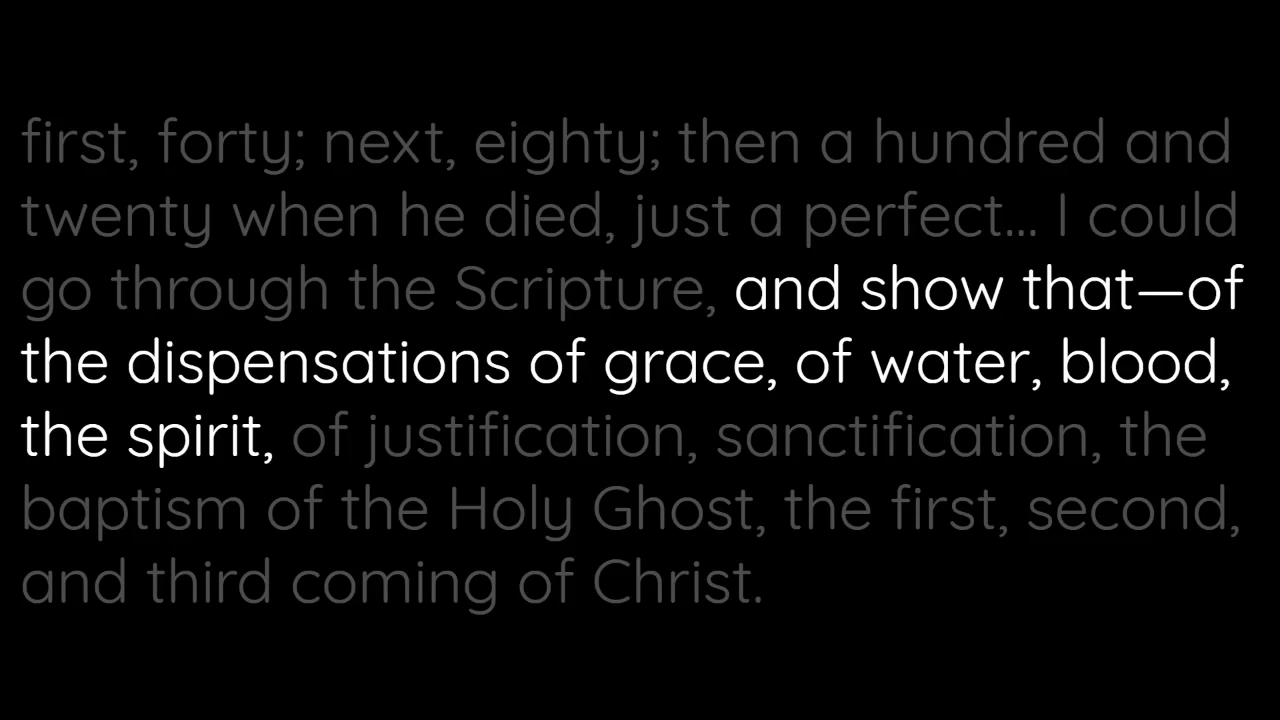 first, forty; next, eighty; then a hundred and
twenty when he died, just a perfect... I could
go through the Scripture, and show that—of
the dispensations of grace, of water, blood,
the spirit, of justification, sanctification, the
baptism of the Holy Ghost, the first, second,
and third coming of Christ.